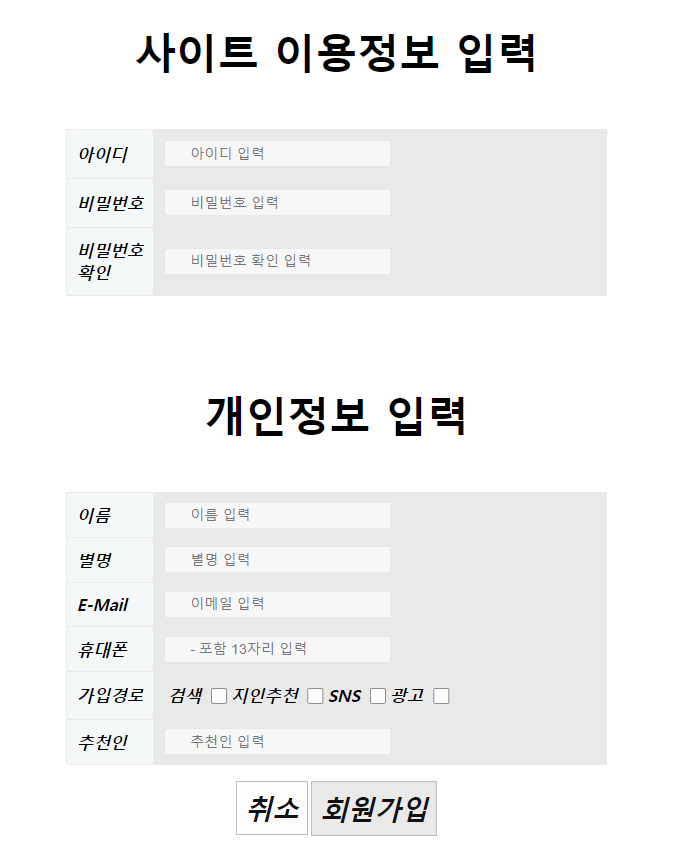 사이트 이용정보 입력
아이디 아이디 입력
비밀번호 비밀번호 입력
비밀번호
확인 비밀번호 확인 입력
개인정보 입력
이름 이름 입력
별명 별명 입력
E-Mail 이메일 입력
휴대폰 - 포함 13자리 입력
가입경로 검색 지인추천 SNS 광고
추천인 추천인 입력
취소 회원가입